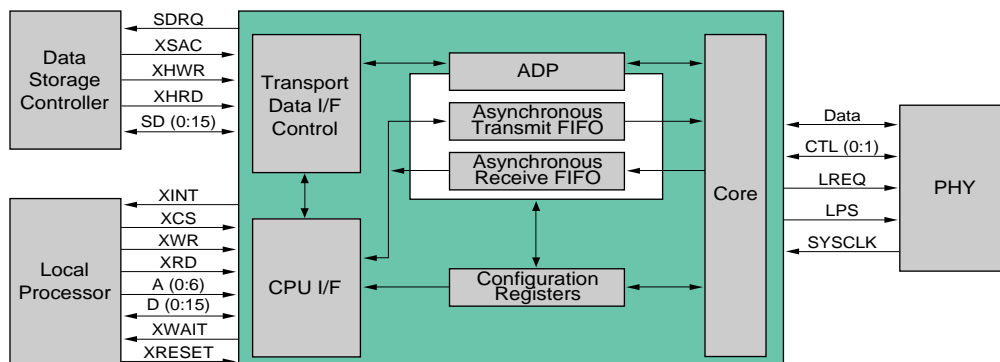 SDRQ
XSAC
XHWR
XHRD
SD (0:15)
Data
Storage
Controller
Transport
Data I/F
Control
ADP
Asynchronous
Transmit FIFO
Asynchronous
Receive FIFO
Core
Data
CTL (0:1)
LREQ
LPS
SYSCLK
PHY
XINT
XCS
XWR
XRD
A (0:6)
D (0:15)
XWAIT
XRESET
Local
Processor
CPU I/F
Configuration
Registers